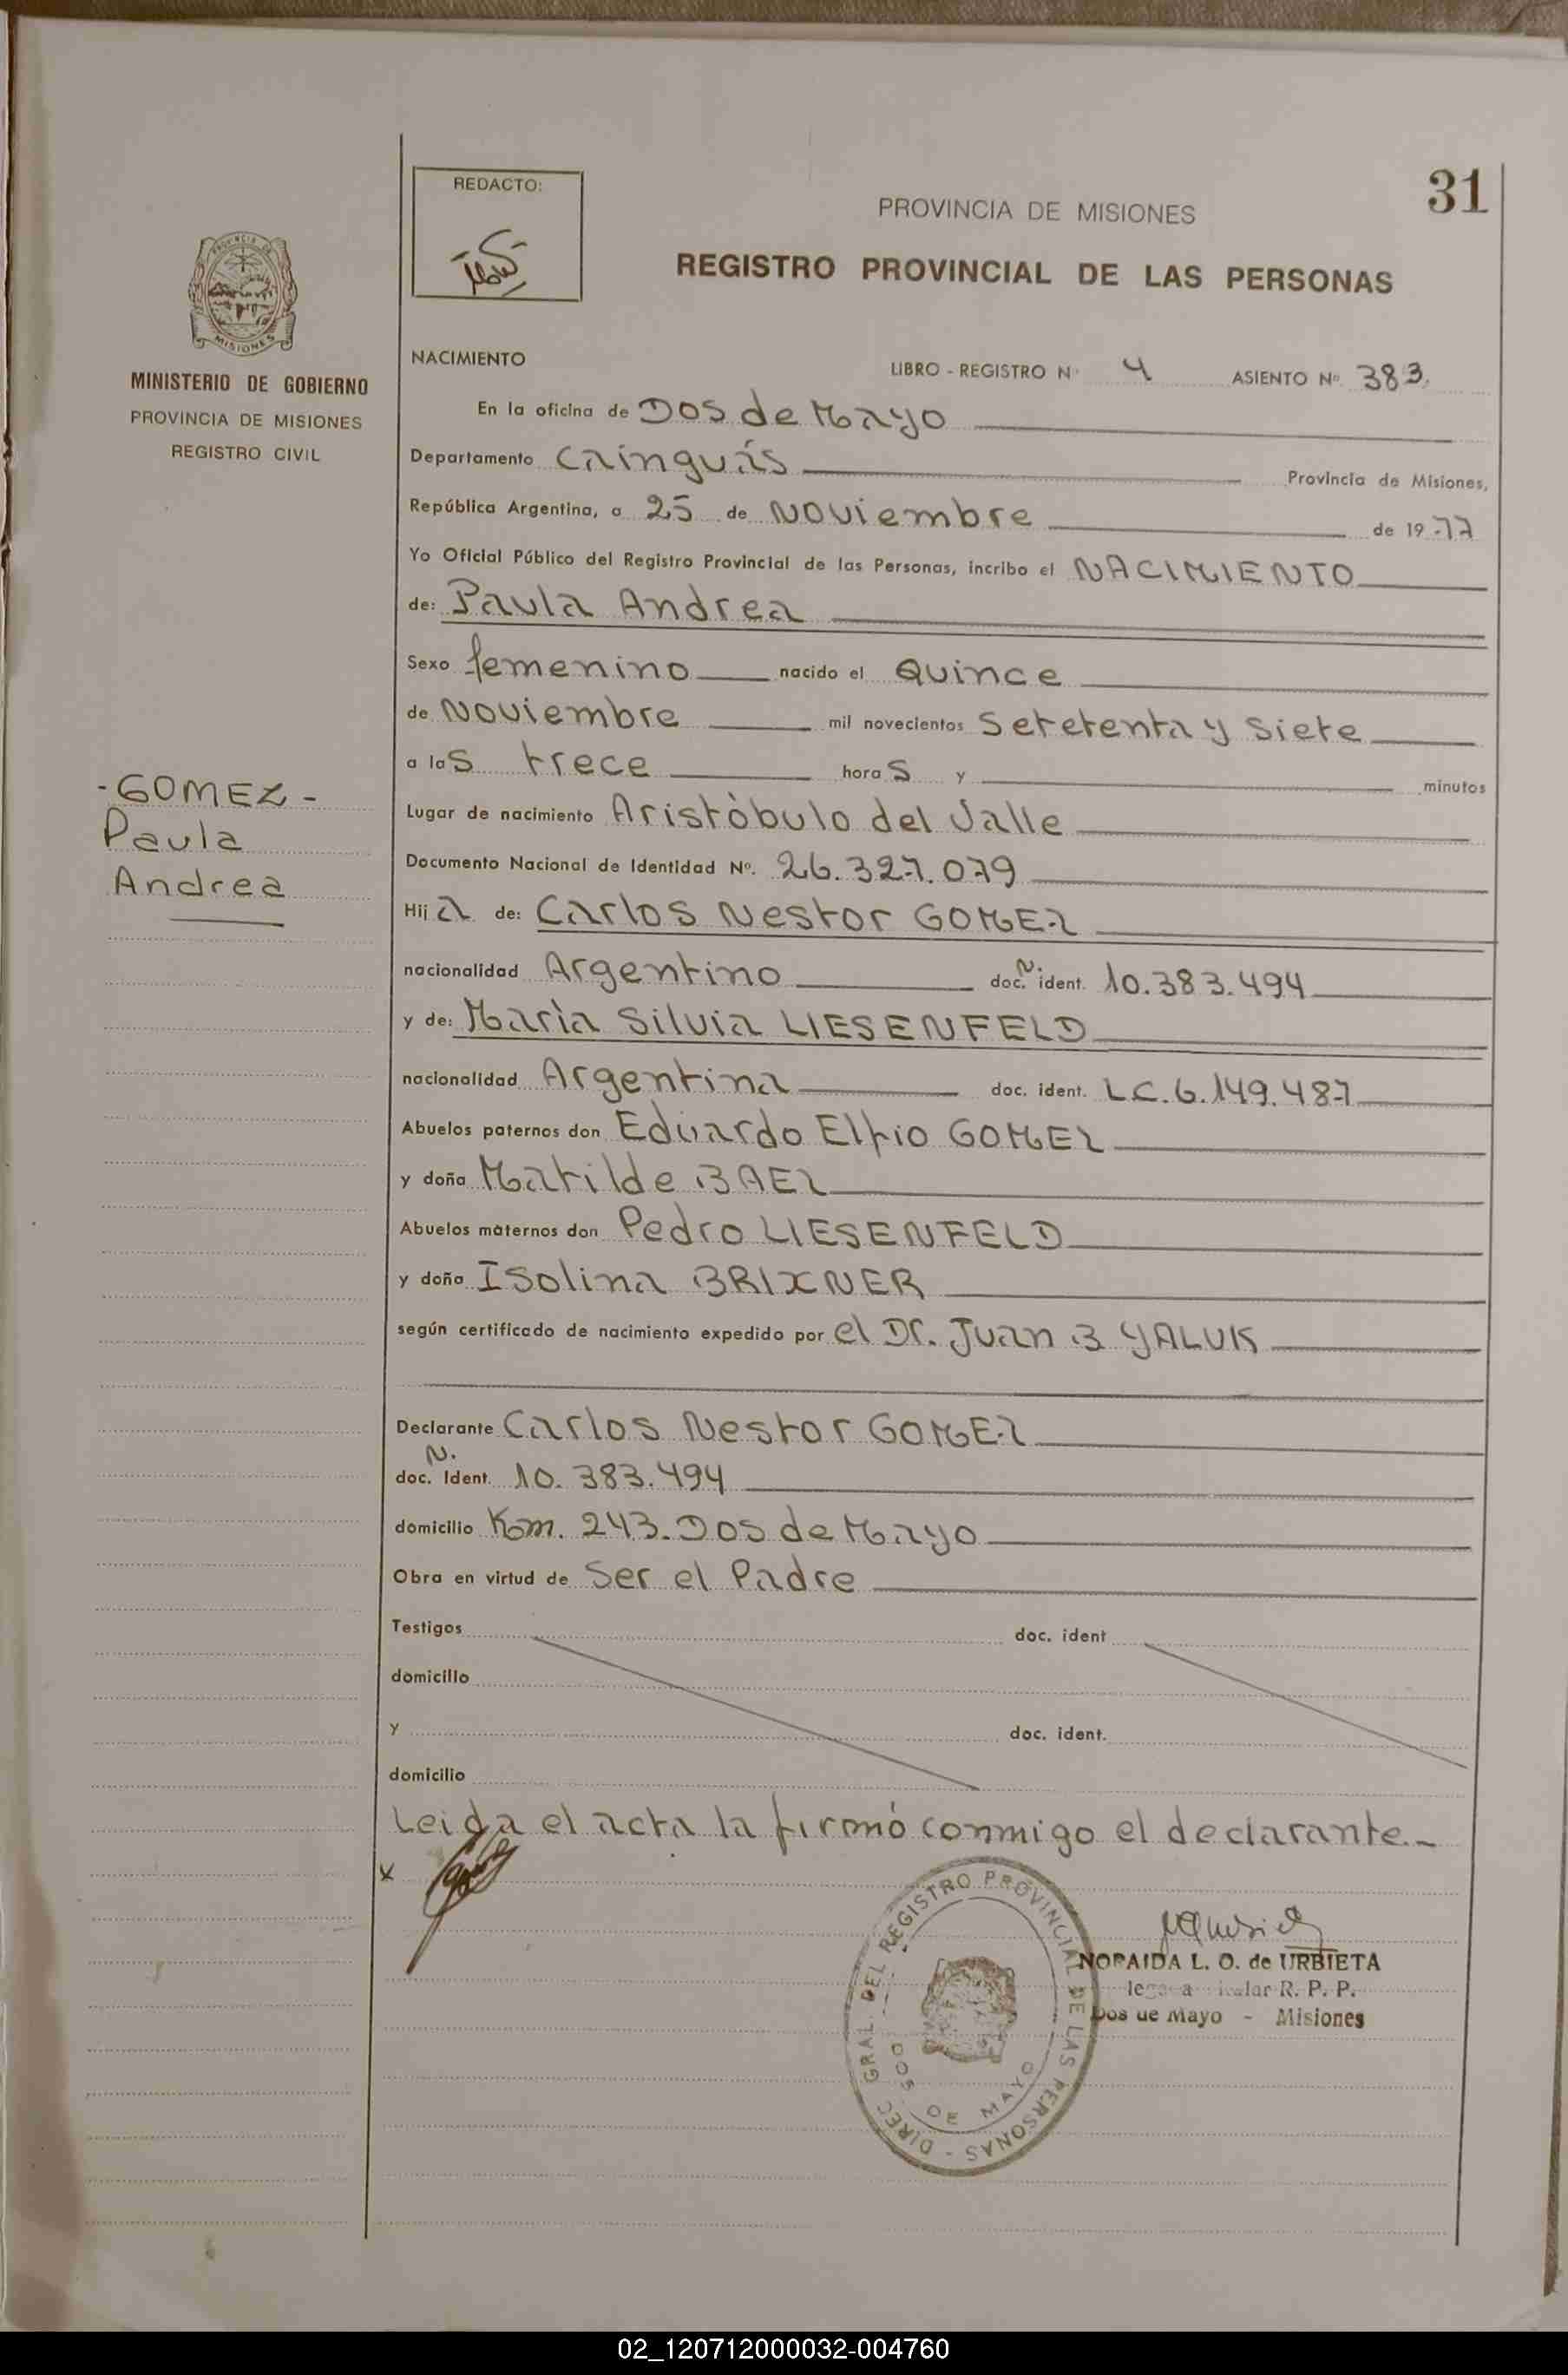 31
REDACTO:
PROVINCIA DE MISIONES
REGISTRO PROVINCIAL DE LAS PERSONAS
PROVINCIA DE
MISIONES
MINISTERIO DE GOBIERNO
PROVINCIA DE MISIONES
REGISTRO CIVIL
NACIMIENTO LIBRO - REGISTRO Nº 4 ASIENTO Nº 383.
En la oficina de Dos de Mayo
Departamento Cainguás Provincia de Misiones,
República Argentina, a 25 de Noviembre de 1977
Yo Oficial Público del Registro Provincial de las Personas, incribo el NACIMIENTO
de: Paula Andrea
Sexo femenino nacido el Quince
de Noviembre mil novecientos Setetenta y Siete
a las trece horas y minutos
- GOMEZ -
Paula
Andrea
Lugar de nacimiento Aristòbulo del Valle
Documento Nacional de Identidad Nº. 26.327.079
Hija de: Carlos Nestor GOMEZ
nacionalidad Argentino doc. N. ident. 10.383.494
y de: Marìa Silvia LIESENFELD
nacionalidad Argentina doc. ident. L.C. 6.149.487
Abuelos paternos don Eduardo Elpio GOMEZ
y doña Matilde BAEZ
Abuelos maternos don Pedro LIESENFELD
y doña Isolina BRIXNER
según certificado de nacimiento expedido por el Dr. Juan B YALUK
Declarante Carlos Nestor GOMEZ
doc. N. Ident. 10.383.494
domicilio Km. 243. Dos de Mayo
Obra en virtud de Ser el Padre
Testigos doc. ident
domicilio
y doc. ident.
domicilio
Leida el acta la firmó conmigo el declarante.-
x
DIREC. GRAL. DEL REGISTRO PROVINCIAL DE LAS PERSONAS -
DOS DE MAYO
NORAIDA L. O. de URBIETA
R. P. P.
Dos de Mayo - Misiones
02_120712000032-004760